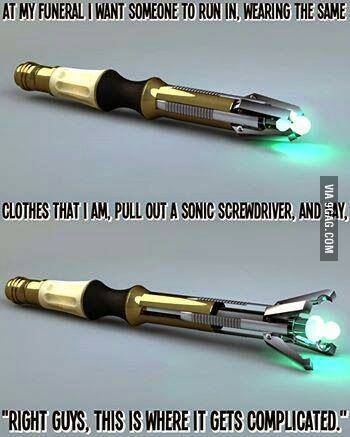 AT MY FUNERAL I WANT SOMEONE TO RUN IN, WEARING THE SAME
CLOTHES THAT I AM, PULL OUT A SONIC SCREWDRIVER, AND SAY,
VIA 9GAG.COM
"RIGHT GUYS, THIS IS WHERE IT GETS COMPLICATED."